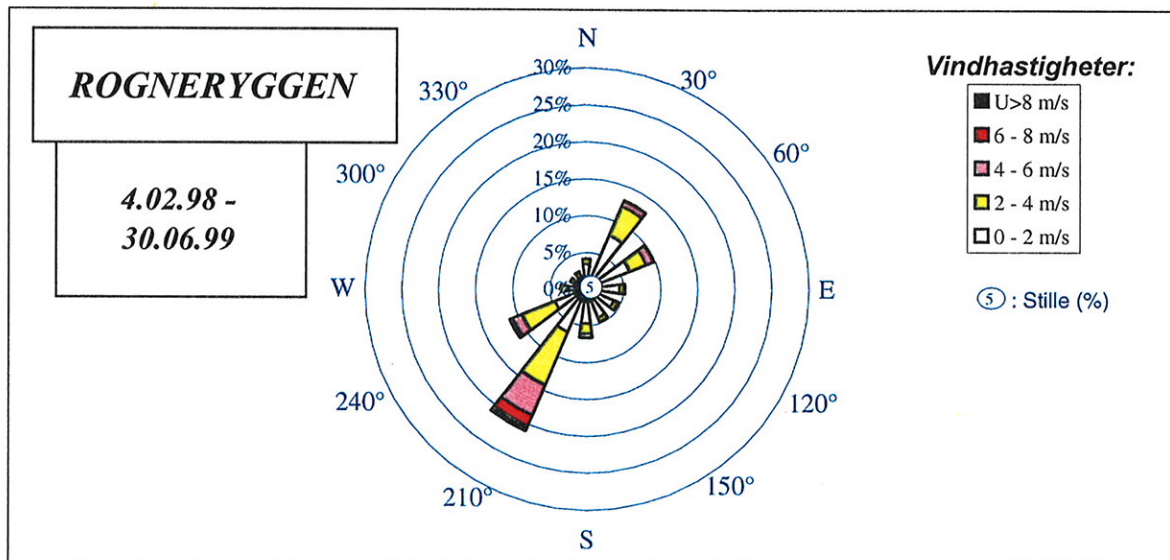 ROGNERYGGEN
4.02.98 -
30.06.99
N
30°
60°
E
120°
150°
S
210°
240°
W
300°
330°
30%
25%
20%
15%
10%
5%
0%
5
Vindhastigheter:
U>8 m/s
6 - 8 m/s
4 - 6 m/s
2 - 4 m/s
0 - 2 m/s
5 : Stille (%)